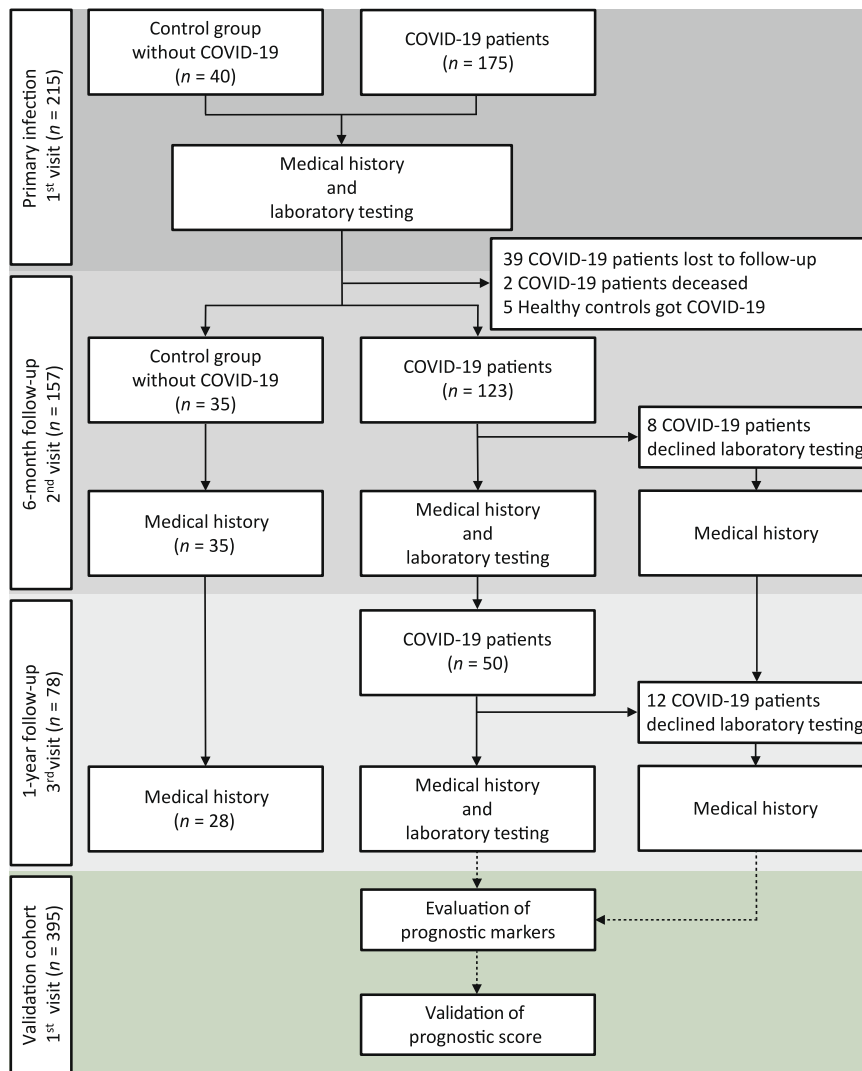 Primary infection
1st visit (n = 215)
Control group
without COVID-19
(n = 40)
COVID-19 patients
(n = 175)
Medical history
and
laboratory testing
39 COVID-19 patients lost to follow-up
2 COVID-19 patients deceased
5 Healthy controls got COVID-19
6-month follow-up
2nd visit (n = 157)
Control group
without COVID-19
(n = 35)
COVID-19 patients
(n = 123)
8 COVID-19 patients
declined laboratory testing
Medical history
(n = 35)
Medical history
and
laboratory testing
Medical history
1-year follow-up
3rdvisit (n = 78)
COVID-19 patients
(n = 50)
12 COVID-19 patients
declined laboratory testing
Medical history
(n = 28)
Medical history
and
laboratory testing
Medical history
Validation cohort
1st visit (n = 395)
Evaluation of
prognostic markers
Validation of
prognostic score